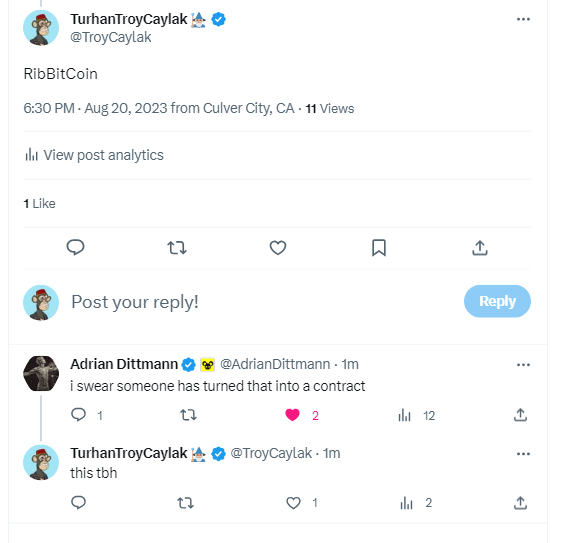 TurhanTroyCaylak
@TroyCaylak
RibBitCoin
6:30 PM · Aug 20, 2023 from Culver City, CA · 11 Views
View post analytics
1 Like
Post your reply!
Reply
Adrian Dittmann @AdrianDittmann · 1m
i swear someone has turned that into a contract
1 2 12
TurhanTroyCaylak @TroyCaylak · 1m
this tbh
1 2